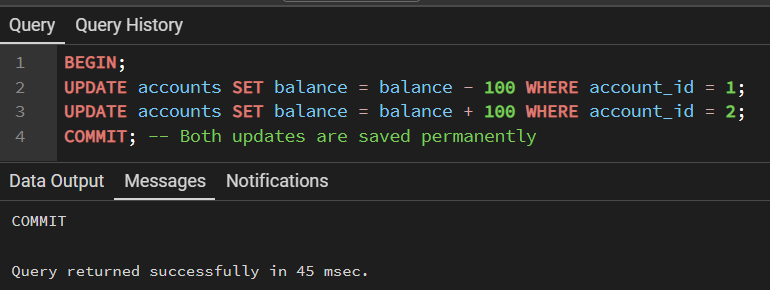 Query Query History
1 BEGIN;
2 UPDATE accounts SET balance = balance - 100 WHERE account_id = 1;
3 UPDATE accounts SET balance = balance + 100 WHERE account_id = 2;
4 COMMIT; -- Both updates are saved permanently
Data Output Messages Notifications
COMMIT
Query returned successfully in 45 msec.